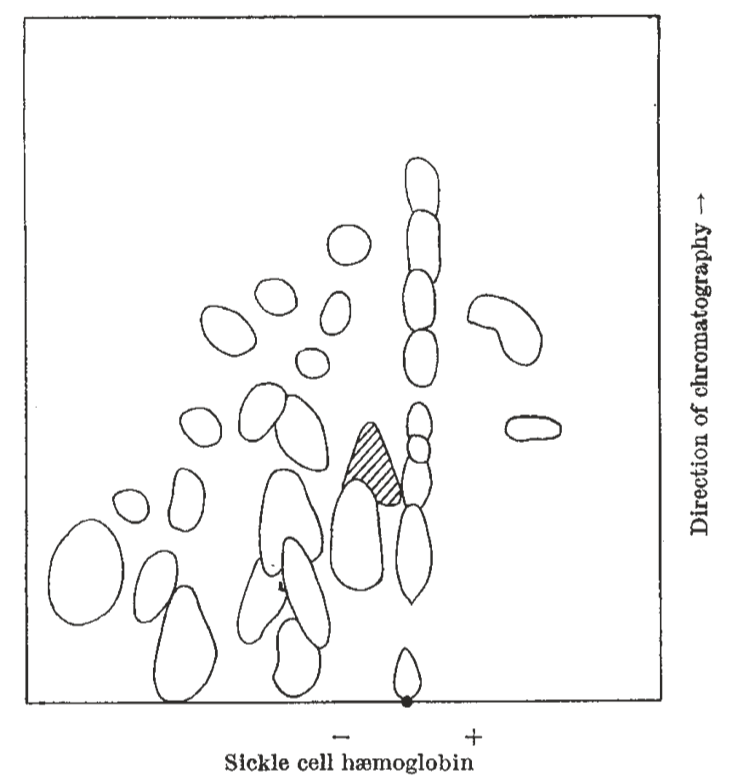 Direction of chromatography →
− +
Sickle cell hæmoglobin